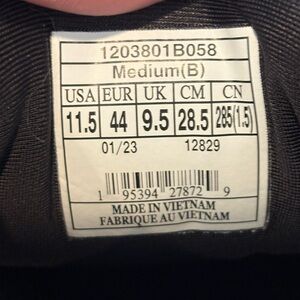 1203801B058
Medium(B)
USA EUR UK CM CN
11.5 44 9.5 28.5 285(1.5)
01/23 12829
1 95394 27872 9
MADE IN VIETNAM
FABRIQUE AU VIETNAM